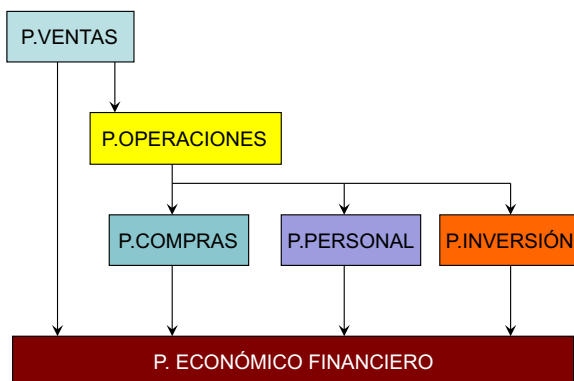 P.VENTAS
P.OPERACIONES
P.COMPRAS
P.PERSONAL
P.INVERSIÓN
P. ECONÓMICO FINANCIERO